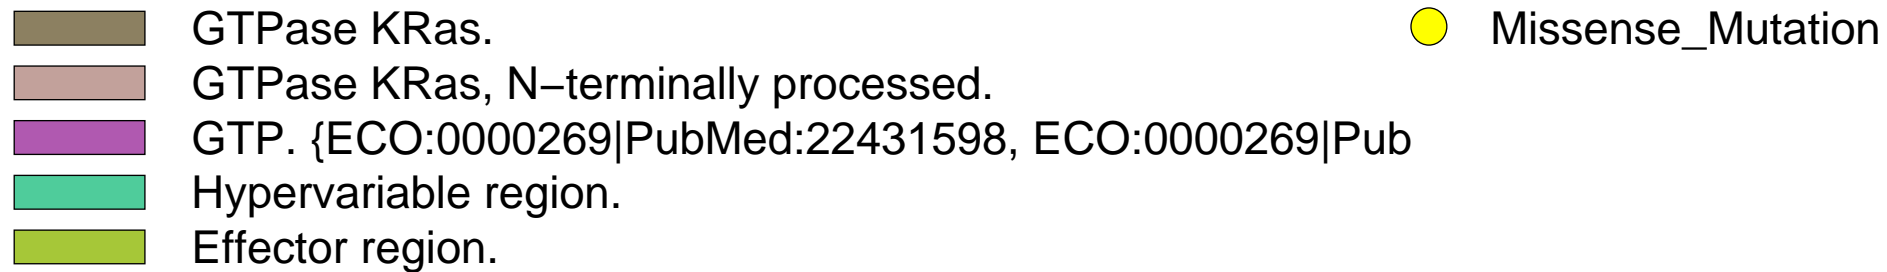 GTPase KRas.
Missense_Mutation
GTPase KRas, N−terminally processed.
GTP. {ECO:0000269|PubMed:22431598, ECO:0000269|Pub
Hypervariable region.
Effector region.